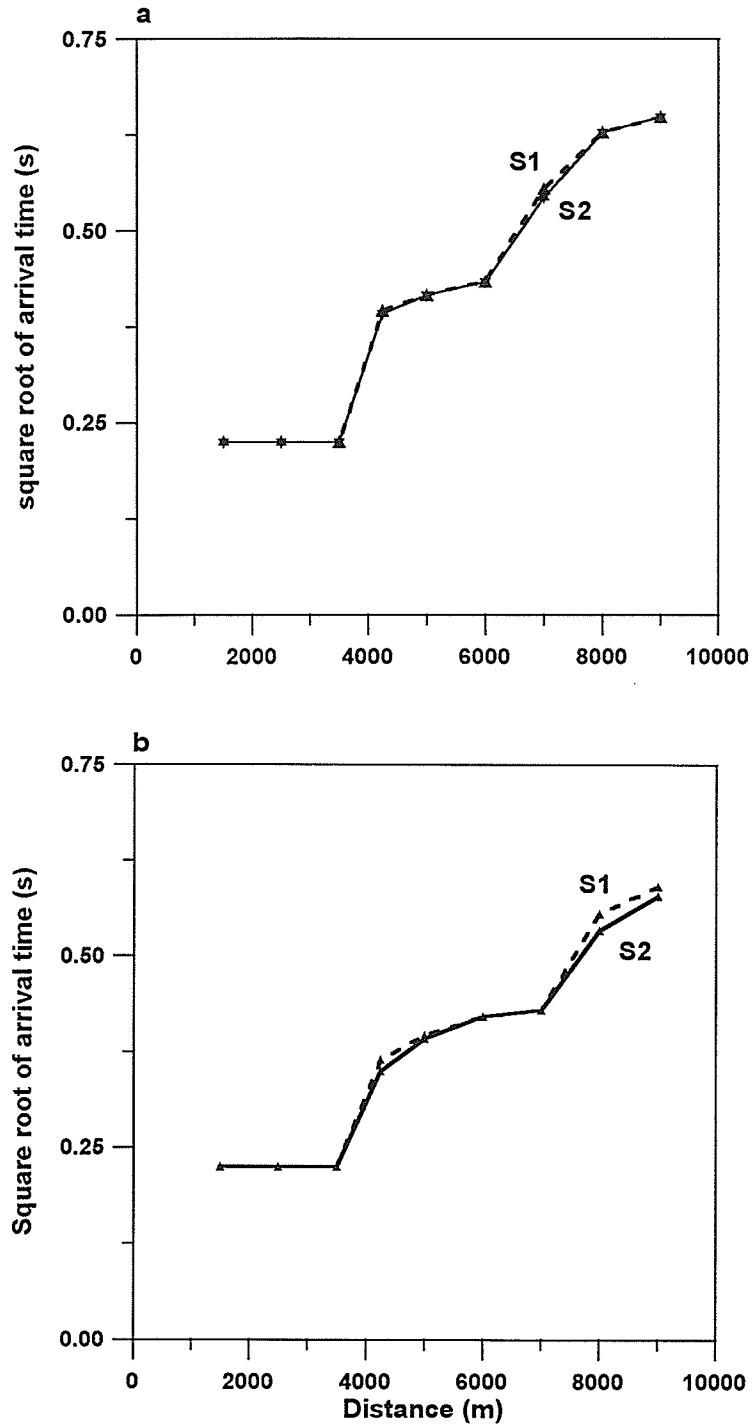 a
0.75
0.50
0.25
0.00
square root of arrival time (s)
S1
S2
0 2000 4000 6000 8000 10000
b
0.75
0.50
0.25
0.00
Square root of arrival time (s)
S1
S2
0 2000 4000 6000 8000 10000
Distance (m)